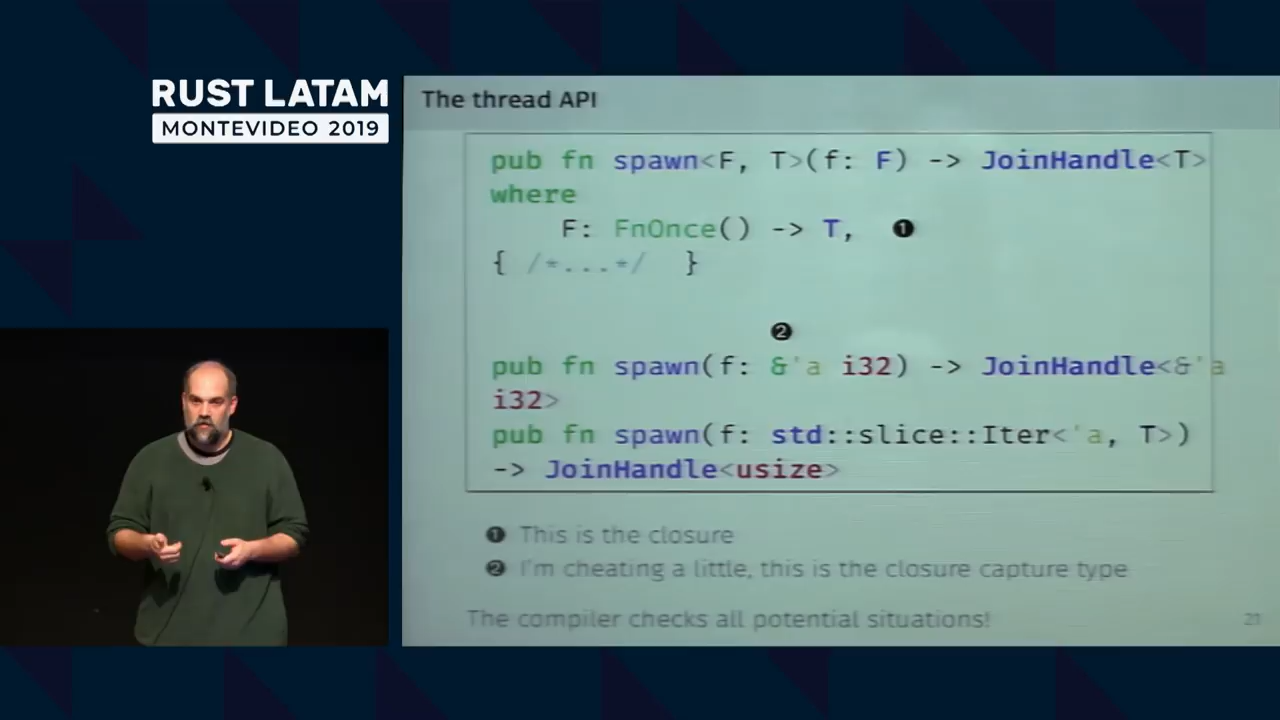 RUST LATAM
MONTEVIDEO 2019
The thread API
pub fn spawn<F, T>(f: F) -> JoinHandle<T>
where
F: FnOnce() -> T, ❶
{ /*...*/ }
❷
pub fn spawn(f: &'a i32) -> JoinHandle<&'a
i32>
pub fn spawn(f: std::slice::Iter<'a, T>)
-> JoinHandle<usize>
❶ This is the closure
❷ I'm cheating a little, this is the closure capture type
The compiler checks all potential situations!
21